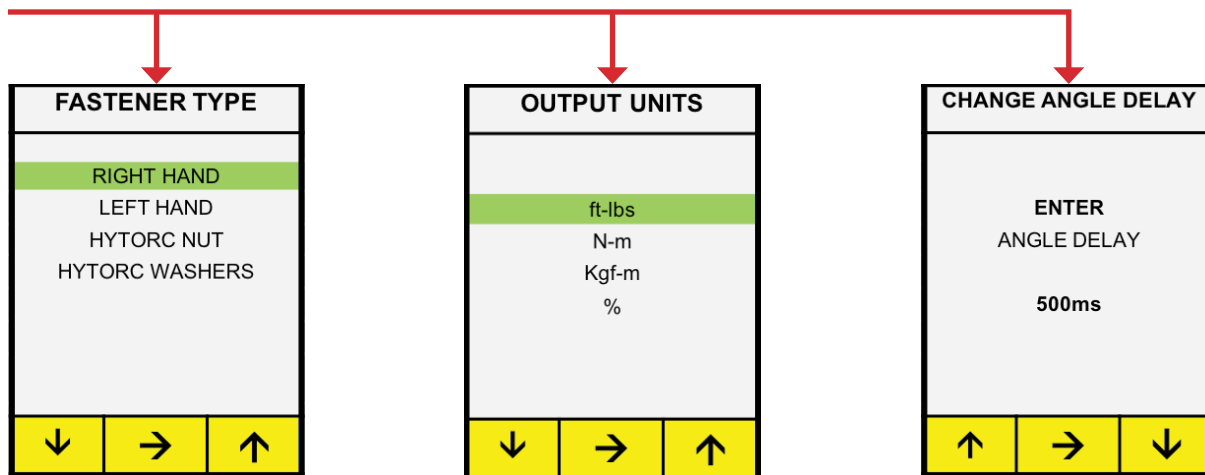 FASTENER TYPE
RIGHT HAND
LEFT HAND
HYTORC NUT
HYTORC WASHERS
OUTPUT UNITS
ft-lbs
N-m
Kgf-m
%
CHANGE ANGLE DELAY
ENTER
ANGLE DELAY
500ms